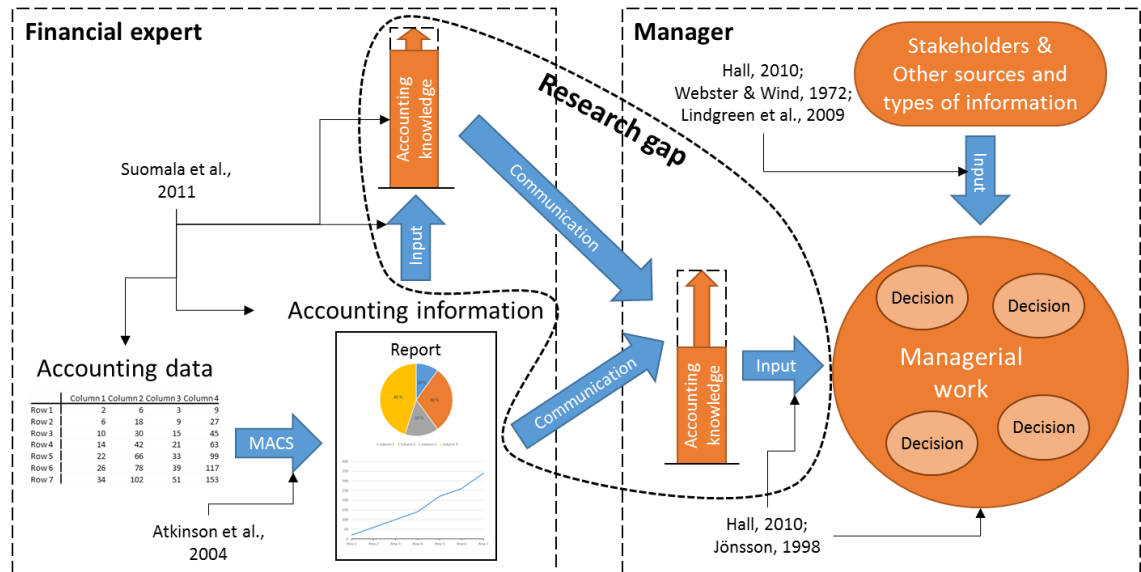 Financial expert
Accounting
knowledge
Input
Suomala et al.,
2011
Accounting information
Accounting data
Column 1 Column 2 Column 3 Column 4
Row 1 2 6 3 9
Row 2 6 18 9 27
Row 3 10 30 15 45
Row 4 14 42 21 63
Row 5 22 66 33 99
Row 6 26 78 39 117
Row 7 34 102 51 153
MACS
Atkinson et al.,
2004
Report
Communication
Communication
Research gap
Manager
Hall, 2010;
Webster & Wind, 1972;
Lindgreen et al., 2009
Stakeholders &
Other sources and
types of information
Input
Accounting
knowledge
Input
Decision
Decision
Managerial
work
Decision
Decision
Hall, 2010;
Jönsson, 1998